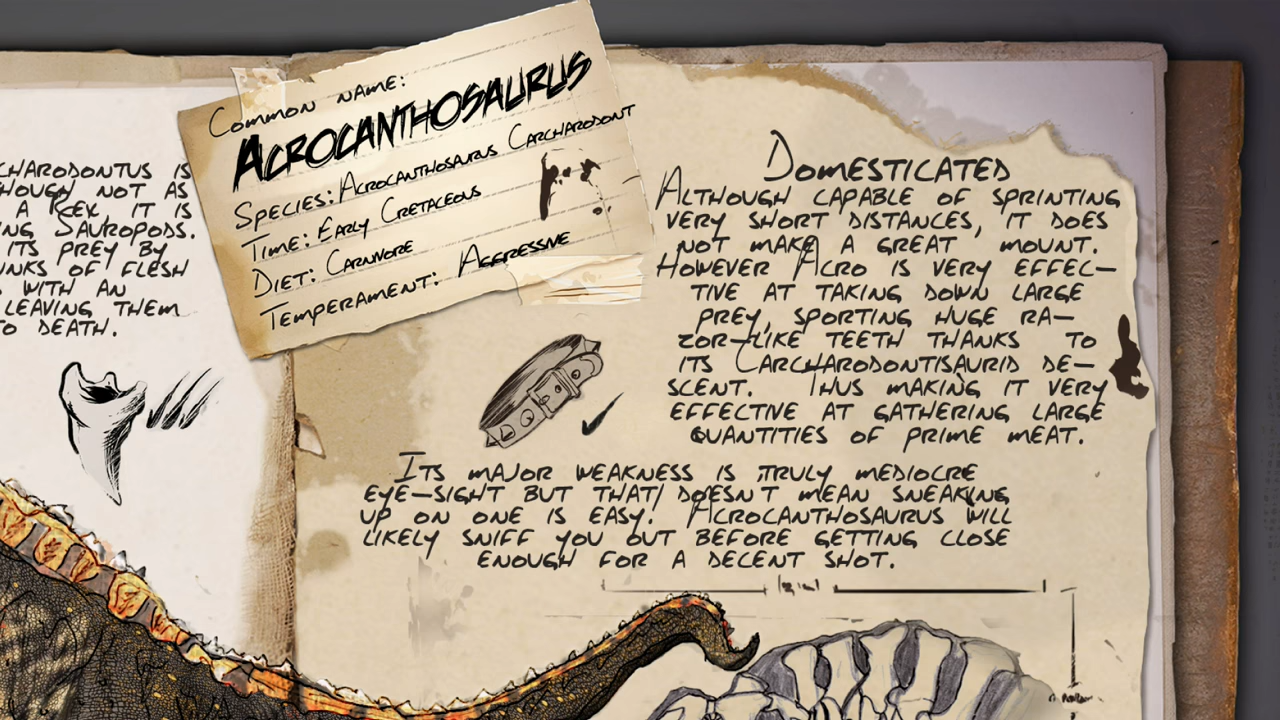 Common name:
Acrocanthosaurus
Species: Acrocanthosaurus Carcharodont
Time: Early Cretaceous
Diet: Carnivore
Temperament: Aggressive
CHARODONTUS IS
HOUGH NOT AS
A REX, IT IS
NG SAUROPODS.
ITS PREY BY
UNKS OF FLESH
WITH AN
LEAVING THEM
TO DEATH.
Domesticated
Although capable of sprinting
very short distances, it does
not make a great mount.
However Acro is very effec-
tive at taking down large
prey, sporting huge ra-
zor-like teeth thanks to
its Carcharodontisaurid de-
scent. Thus making it very
effective at gathering large
quantities of prime meat.
Its major weakness is truly mediocre
eye-sight but that doesn't mean sneaking
up on one is easy. Acrocanthosaurus will
likely sniff you out before getting close
enough for a decent shot.